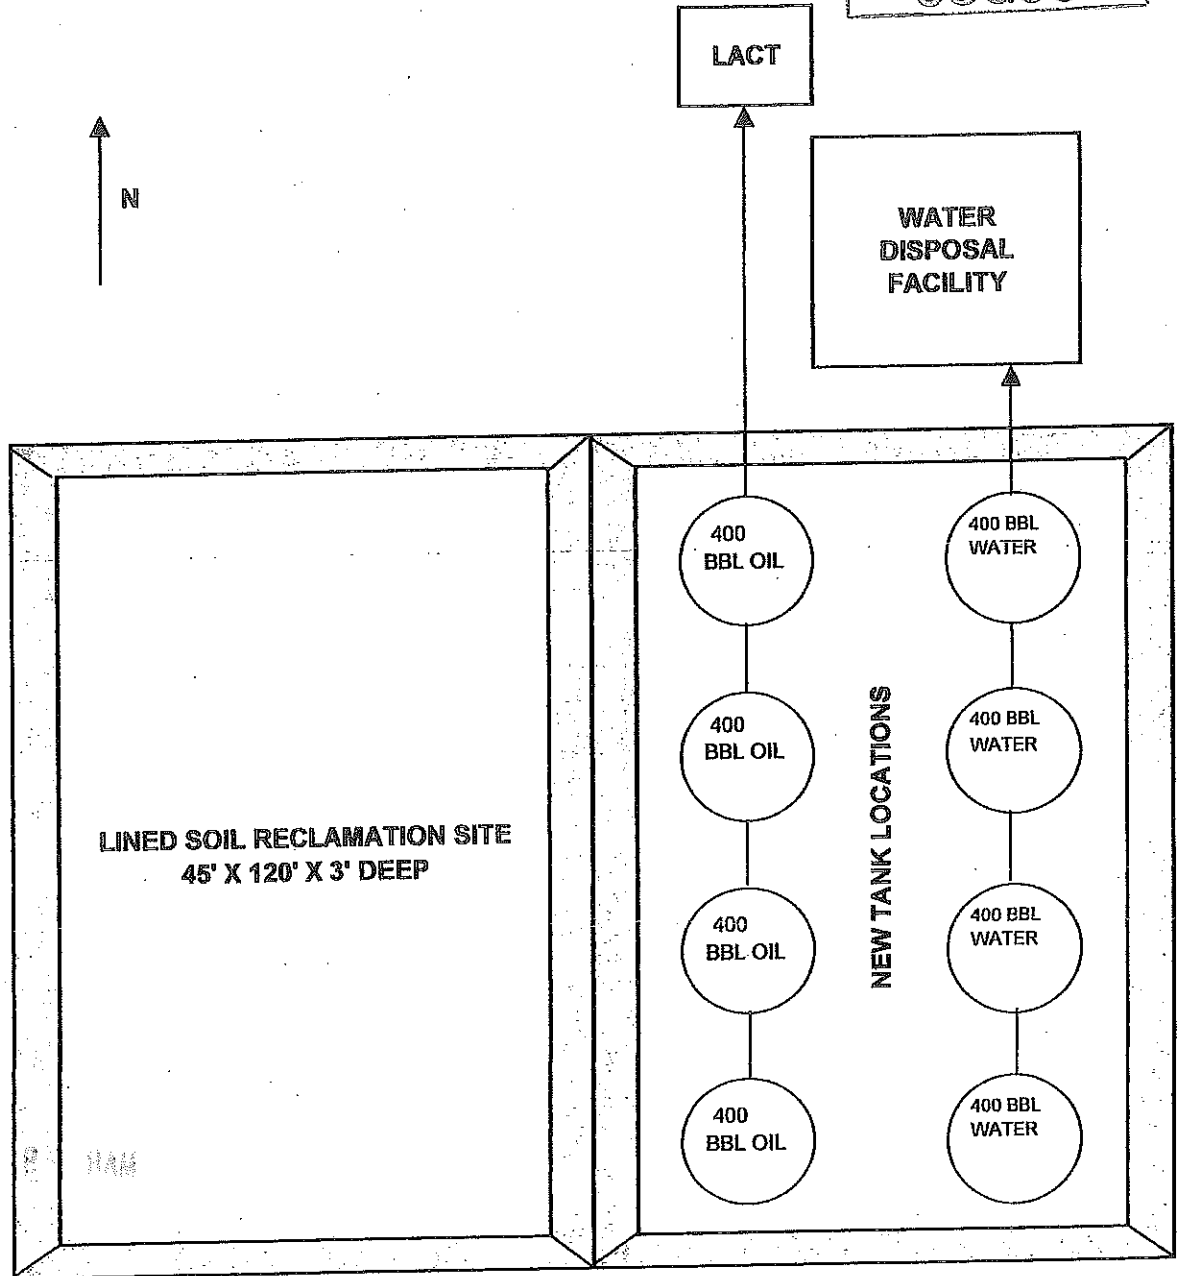 LACT
N
WATER
DISPOSAL
FACILITY
400
BBL OIL
400 BBL
WATER
400
BBL OIL
400 BBL
WATER
NEW TANK LOCATIONS
LINED SOIL RECLAMATION SITE
45' X 120' X 3' DEEP
400
BBL OIL
400 BBL
WATER
400
BBL OIL
400 BBL
WATER